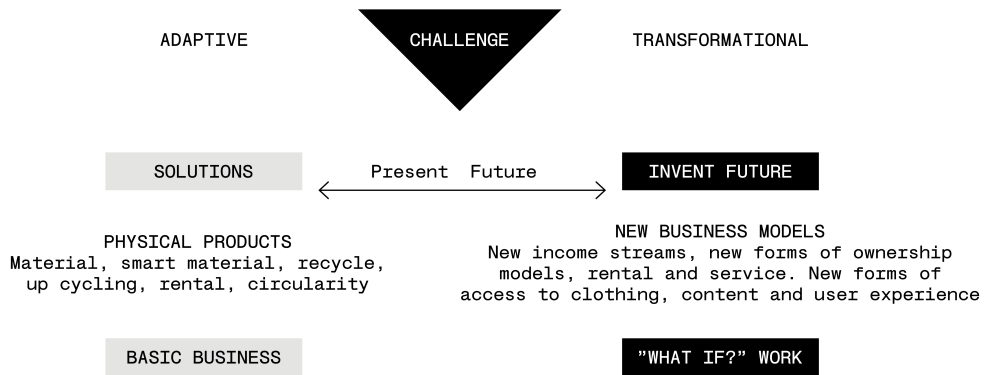 ADAPTIVE
CHALLENGE
TRANSFORMATIONAL
SOLUTIONS
Present Future
INVENT FUTURE
PHYSICAL PRODUCTS
Material, smart material, recycle,
up cycling, rental, circularity
NEW BUSINESS MODELS
New income streams, new forms of ownership
models, rental and service. New forms of
access to clothing, content and user experience
BASIC BUSINESS
”WHAT IF?” WORK